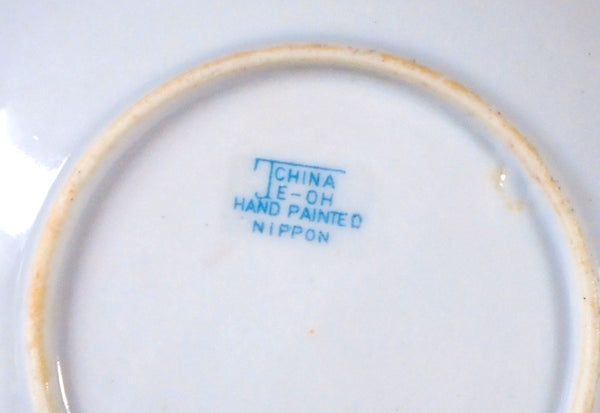 T CHINA
E-OH
HAND PAINTED
NIPPON